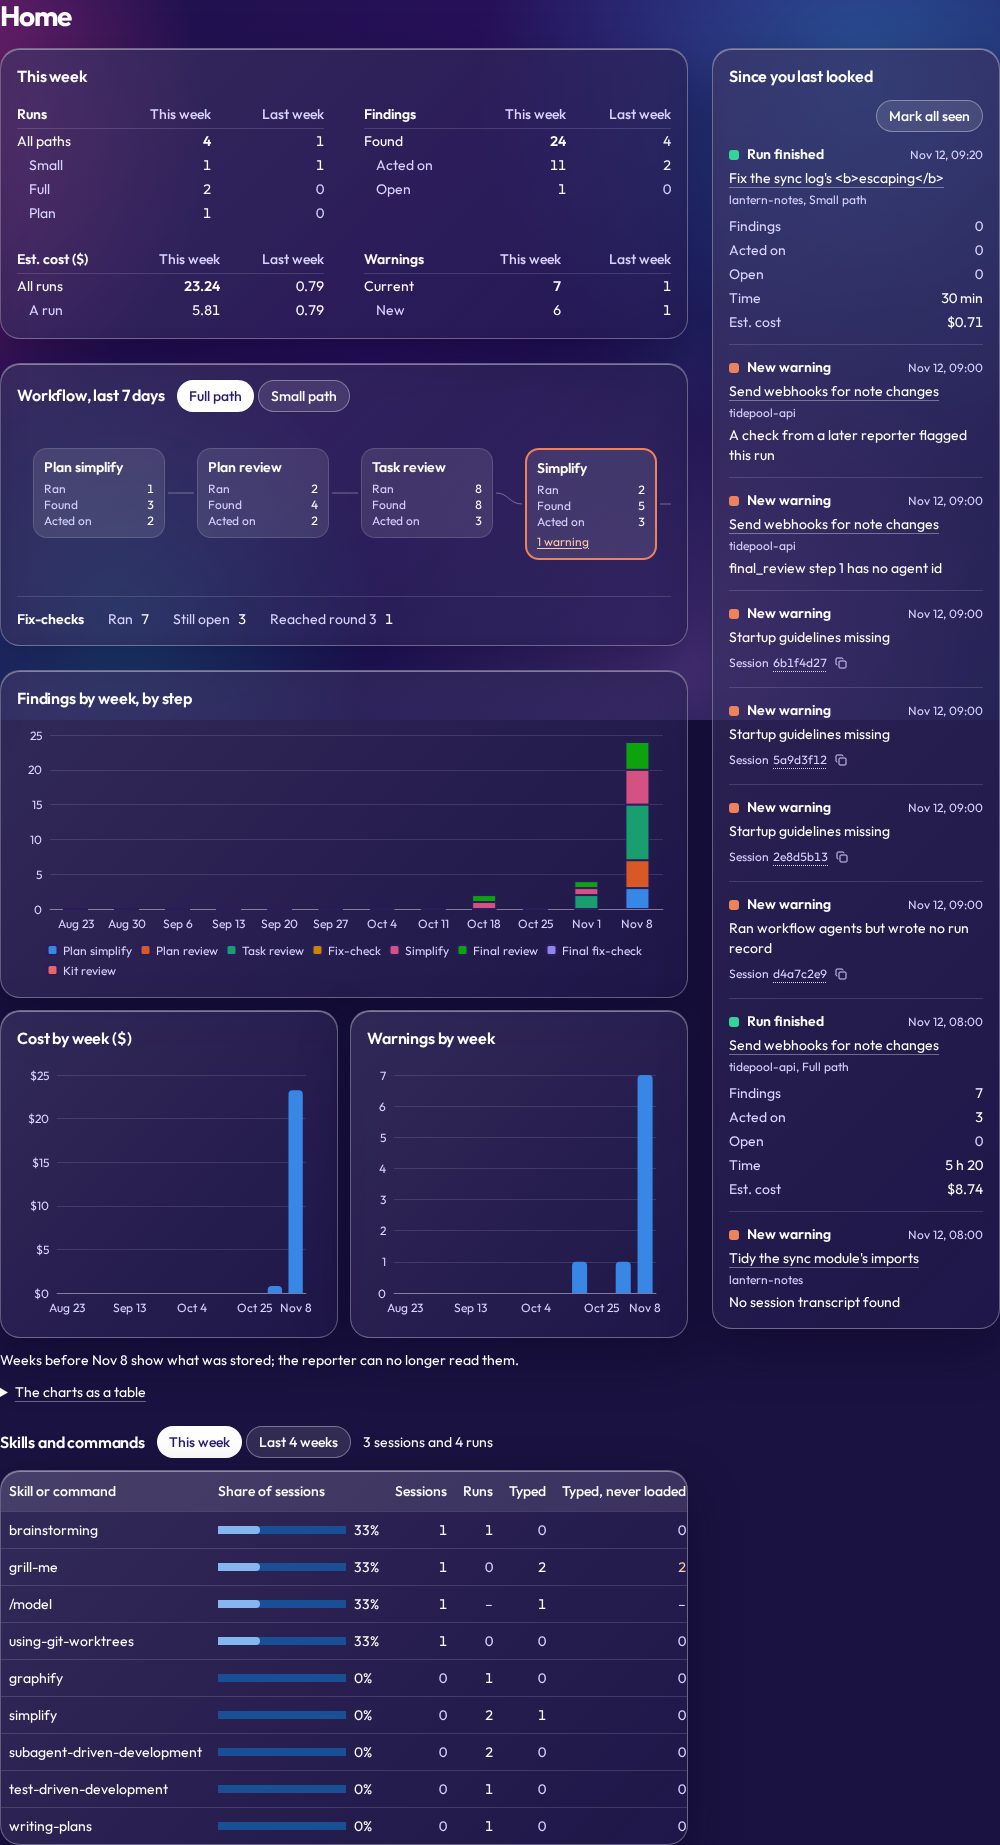 Home
This week
Runs This week Last week
All paths 4 1
Small 1 1
Full 2 0
Plan 1 0
Findings This week Last week
Found 24 4
Acted on 11 2
Open 1 0
Est. cost ($) This week Last week
All runs 23.24 0.79
A run 5.81 0.79
Warnings This week Last week
Current 7 1
New 6 1
Workflow, last 7 days Full path Small path
Plan simplify
Ran 1
Found 3
Acted on 2
Plan review
Ran 2
Found 4
Acted on 2
Task review
Ran 8
Found 8
Acted on 3
Simplify
Ran 2
Found 5
Acted on 3
1 warning
Fix-checks Ran 7 Still open 3 Reached round 3 1
Findings by week, by step
25
20
15
10
5
0
Aug 23 Aug 30 Sep 6 Sep 13 Sep 20 Sep 27 Oct 4 Oct 11 Oct 18 Oct 25 Nov 1 Nov 8
Plan simplify Plan review Task review Fix-check Simplify Final review Final fix-check
Kit review
Cost by week ($)
$25
$20
$15
$10
$5
$0
Aug 23 Sep 13 Oct 4 Oct 25 Nov 8
Warnings by week
7
6
5
4
3
2
1
0
Aug 23 Sep 13 Oct 4 Oct 25 Nov 8
Weeks before Nov 8 show what was stored; the reporter can no longer read them.
The charts as a table
Skills and commands This week Last 4 weeks 3 sessions and 4 runs
Skill or command Share of sessions Sessions Runs Typed Typed, never loaded
brainstorming 33% 1 1 0 0
grill-me 33% 1 0 2 2
/model 33% 1 – 1 –
using-git-worktrees 33% 1 0 0 0
graphify 0% 0 1 0 0
simplify 0% 0 2 1 0
subagent-driven-development 0% 0 2 0 0
test-driven-development 0% 0 1 0 0
writing-plans 0% 0 1 0 0
Since you last looked
Mark all seen
Run finished Nov 12, 09:20
Fix the sync log's <b>escaping</b>
lantern-notes, Small path
Findings 0
Acted on 0
Open 0
Time 30 min
Est. cost $0.71
New warning Nov 12, 09:00
Send webhooks for note changes
tidepool-api
A check from a later reporter flagged
this run
New warning Nov 12, 09:00
Send webhooks for note changes
tidepool-api
final_review step 1 has no agent id
New warning Nov 12, 09:00
Startup guidelines missing
Session 6b1f4d27
New warning Nov 12, 09:00
Startup guidelines missing
Session 5a9d3f12
New warning Nov 12, 09:00
Startup guidelines missing
Session 2e8d5b13
New warning Nov 12, 09:00
Ran workflow agents but wrote no run
record
Session d4a7c2e9
Run finished Nov 12, 08:00
Send webhooks for note changes
tidepool-api, Full path
Findings 7
Acted on 3
Open 0
Time 5 h 20
Est. cost $8.74
New warning Nov 12, 08:00
Tidy the sync module's imports
lantern-notes
No session transcript found